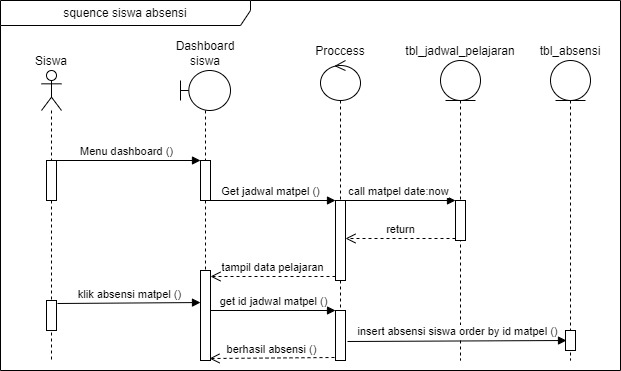 squence siswa absensi
Siswa
Dashboard
siswa
Proccess
tbl_jadwal_pelajaran
tbl_absensi
Menu dashboard ()
Get jadwal matpel ()
call matpel date:now
return
tampil data pelajaran
klik absensi matpel ()
get id jadwal matpel ()
insert absensi siswa order by id matpel ()
berhasil absensi ()